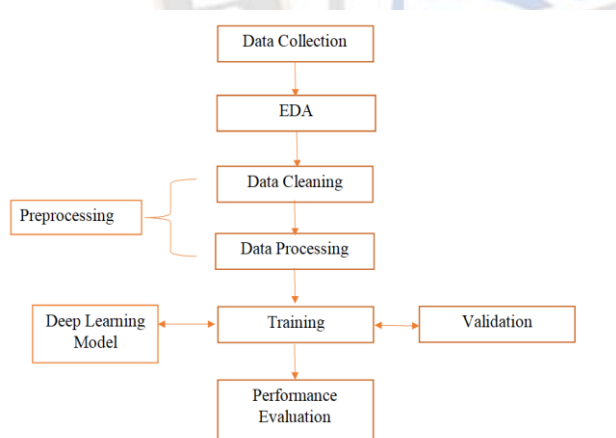 Data Collection
EDA
Data Cleaning
Preprocessing
Data Processing
Deep Learning
Model
Training
Validation
Performance
Evaluation